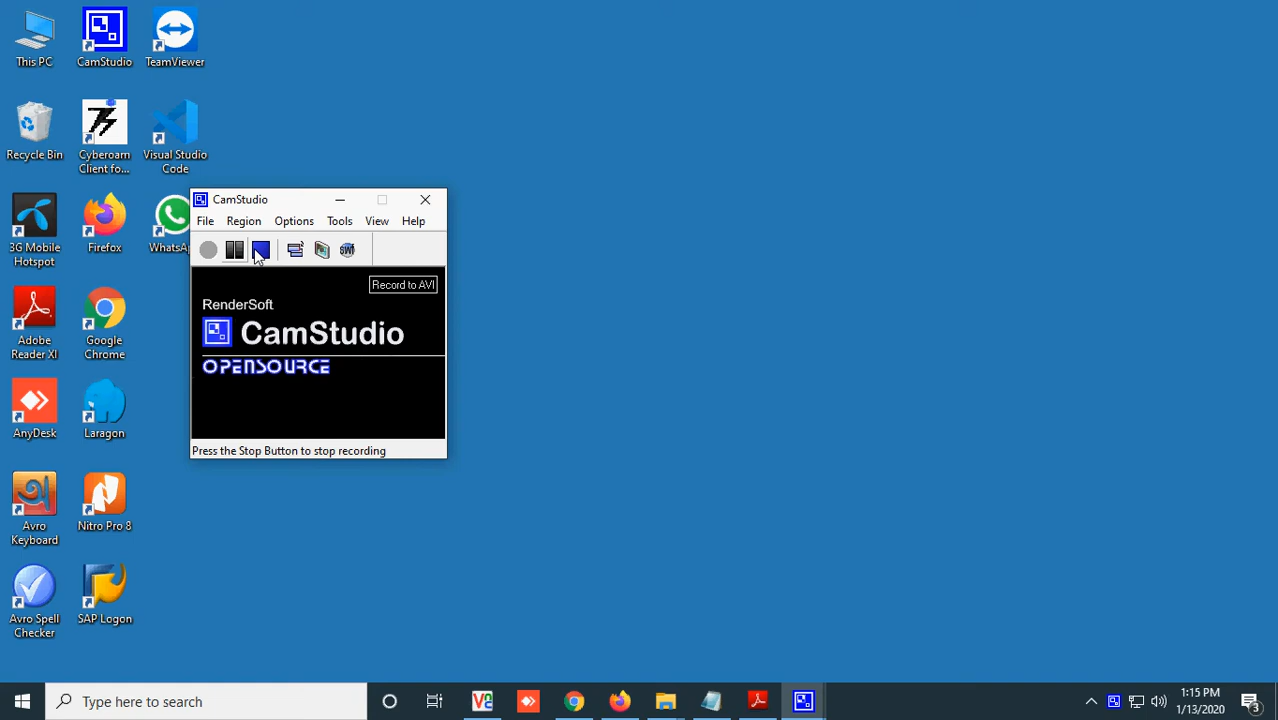 This PC
CamStudio
TeamViewer
Recycle Bin
Cyberoam
Client fo...
Visual Studio
Code
3G Mobile
Hotspot
Firefox
WhatsAp
Adobe
Reader XI
Google
Chrome
AnyDesk
Laragon
Avro
Keyboard
Nitro Pro 8
Avro Spell
Checker
SAP Logon
CamStudio
File Region Options Tools View Help
SWF
Record to AVI
RenderSoft
CamStudio
OPENSOURCE
Press the Stop Button to stop recording
Type here to search
1:15 PM
1/13/2020
3